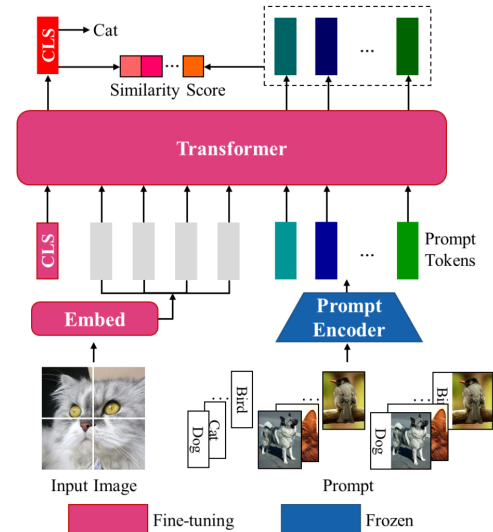 CLS
Cat
...
...
Similarity Score
Transformer
CLS
...
Prompt
Tokens
Embed
Prompt
Encoder
...
Bird
Cat
Dog
...
...
Bi
Dog
Input Image
Prompt
Fine-tuning
Frozen